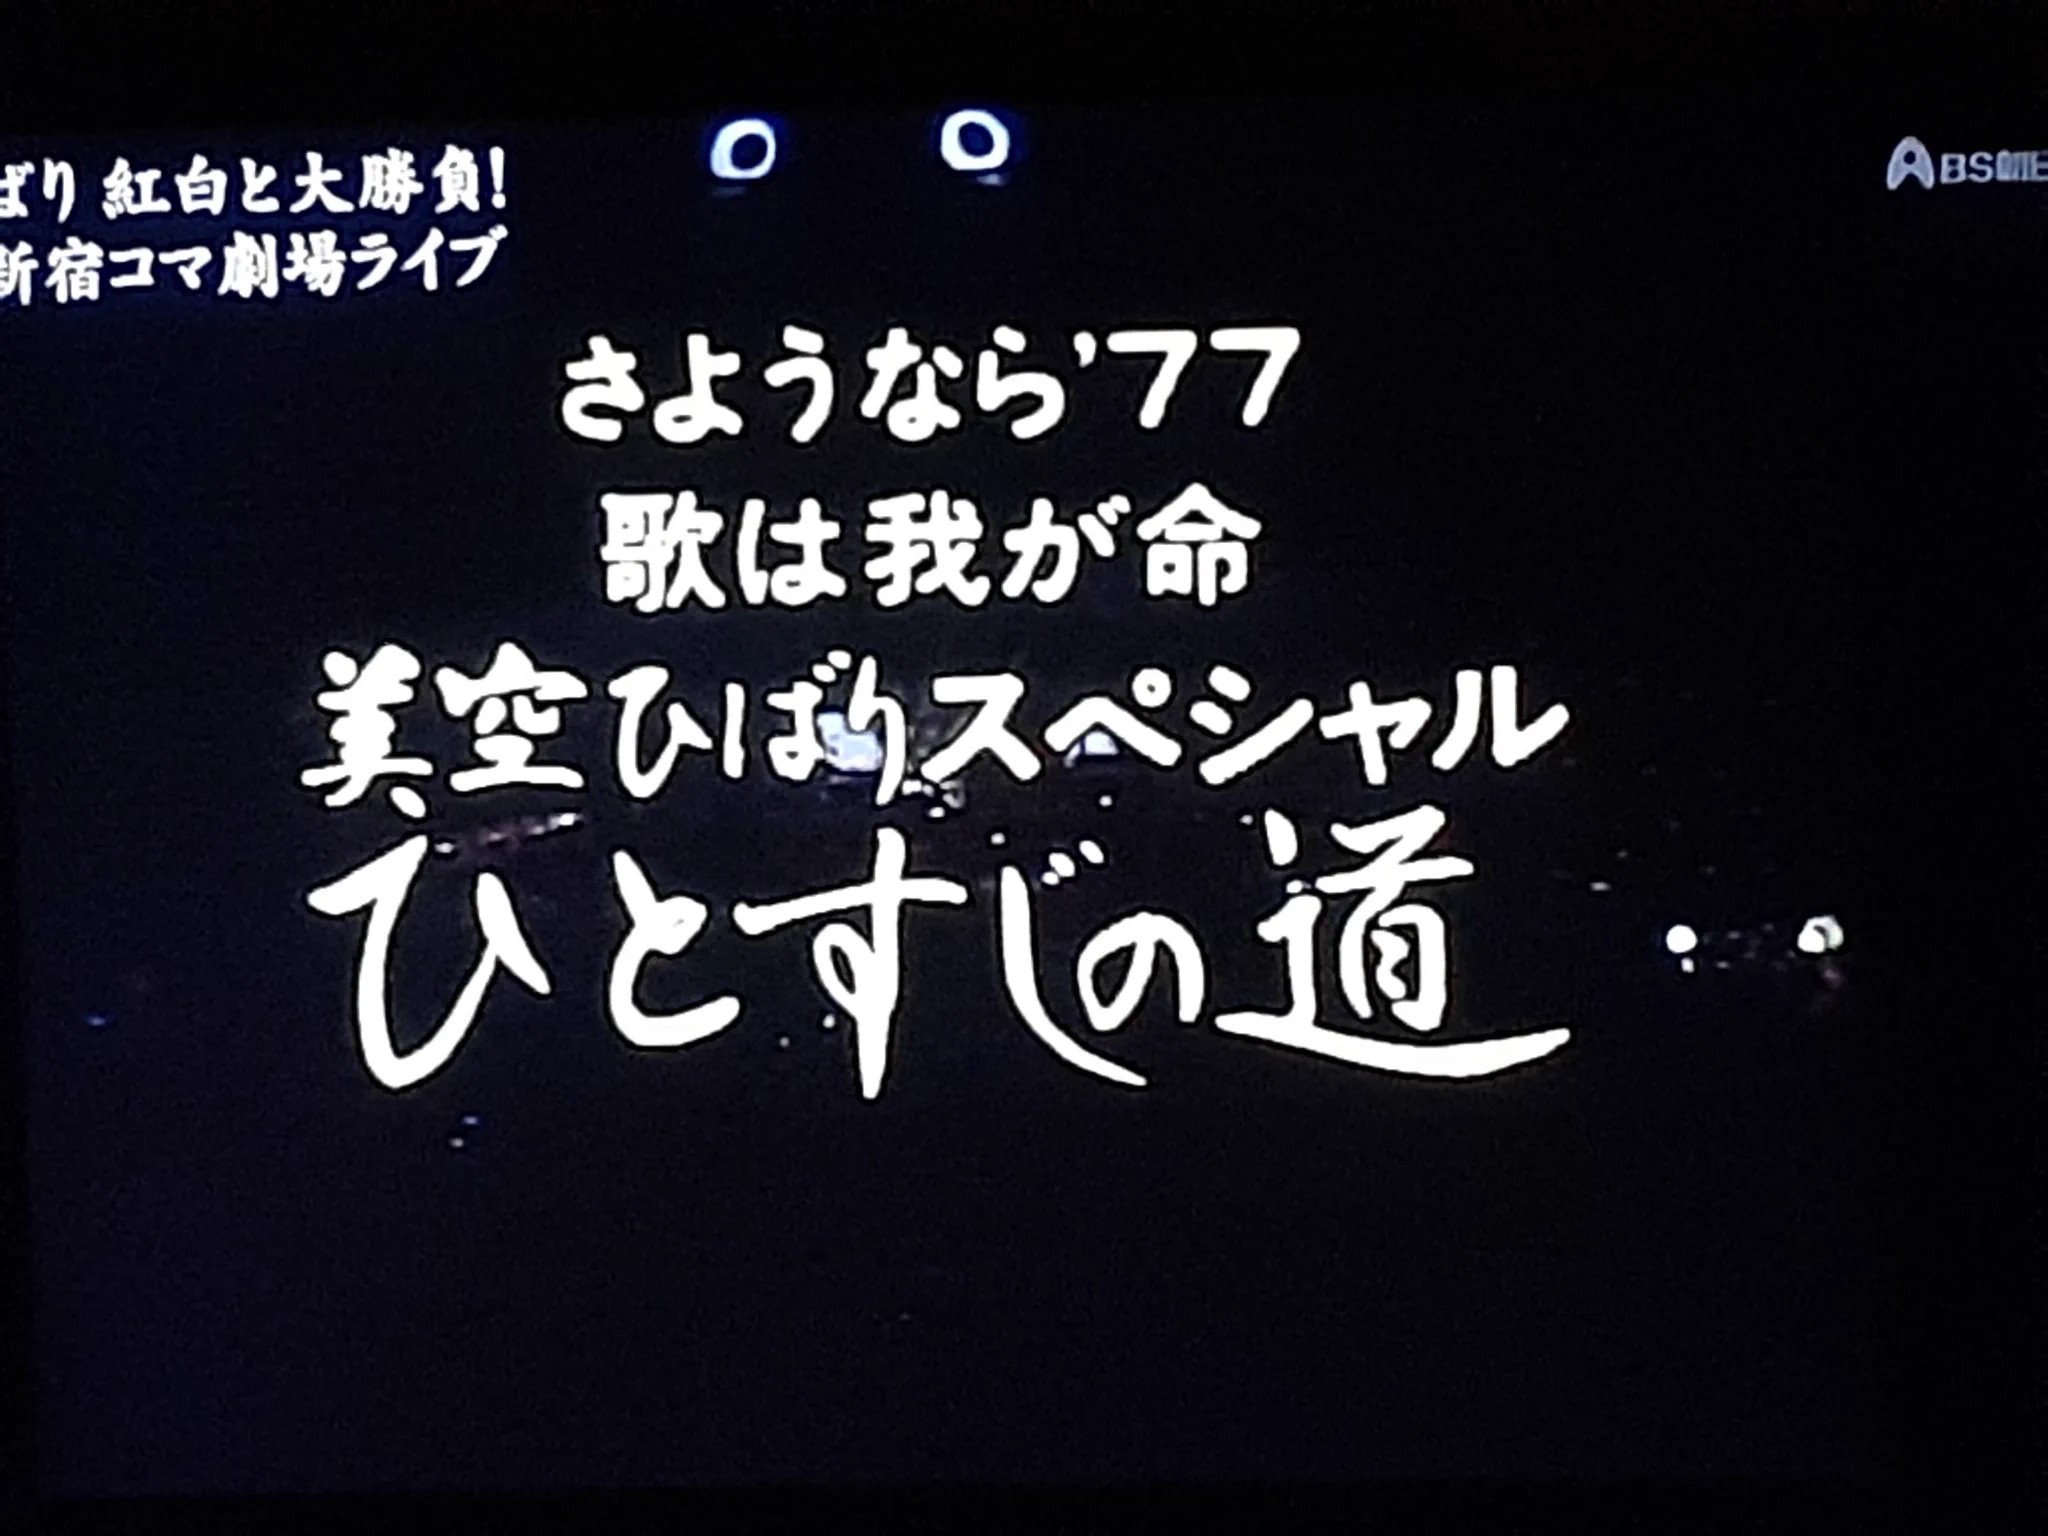 ばり 紅白と大勝負!
新宿コマ劇場ライブ
BS朝日
さようなら'77
歌は我が命
美空ひばりスペシャル
ひとすじの道